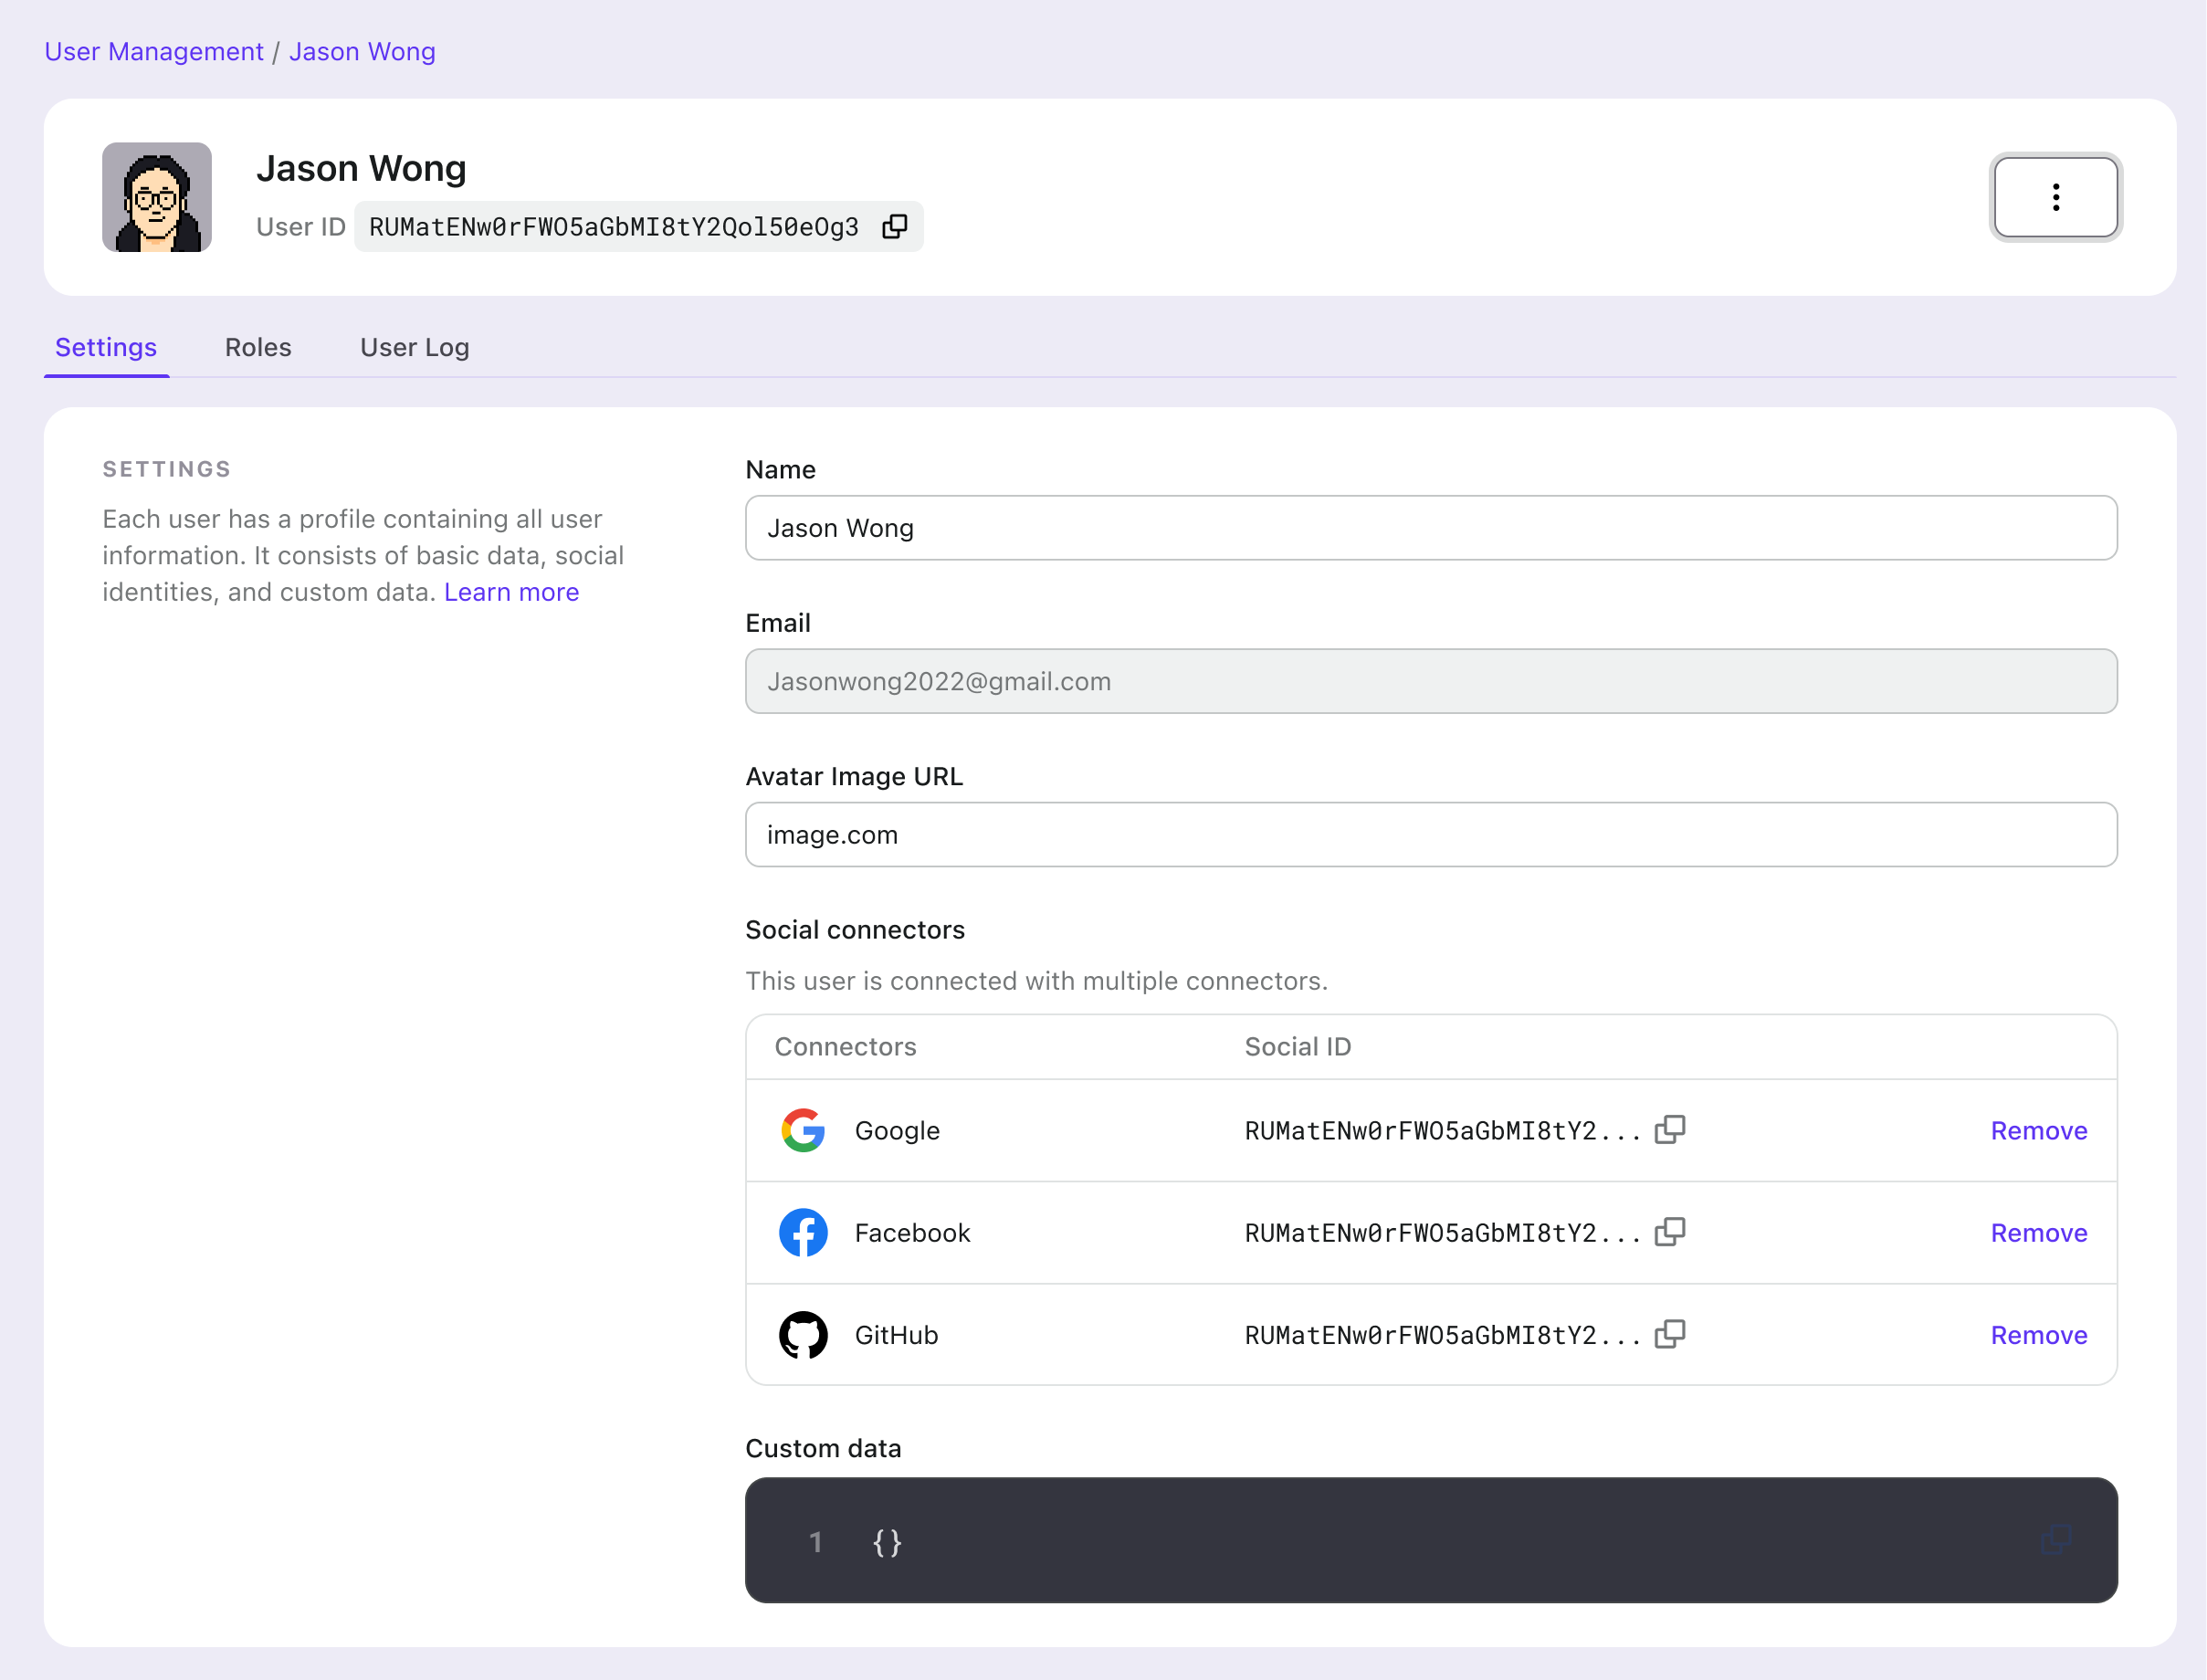 User Management / Jason Wong
Jason Wong
User ID RUMatENw0rFWO5aGbMI8tY2Qol50eOg3
Settings Roles User Log
SETTINGS
Each user has a profile containing all user
information. It consists of basic data, social
identities, and custom data. Learn more
Name
Jason Wong
Email
Jasonwong2022@gmail.com
Avatar Image URL
image.com
Social connectors
This user is connected with multiple connectors.
Connectors Social ID
Google RUMatENw0rFWO5aGbMI8tY2... Remove
Facebook RUMatENw0rFWO5aGbMI8tY2... Remove
GitHub RUMatENw0rFWO5aGbMI8tY2... Remove
Custom data
1 {}